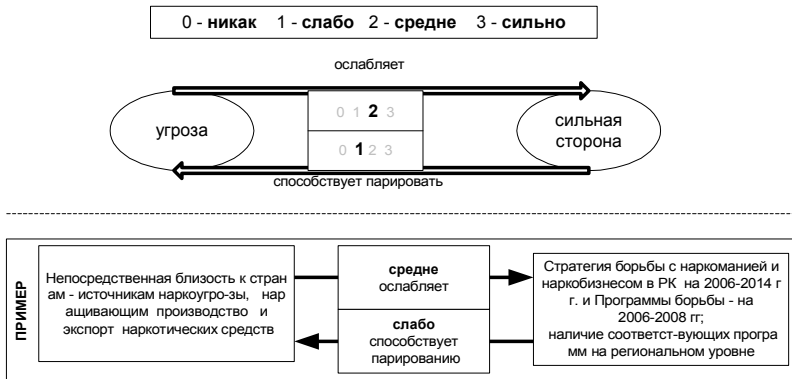 0 - никак 1 - слабо 2 - средне 3 - сильно
ослабляет
угроза
0 1 2 3
0 1 2 3
сильная
сторона
способствует парировать
ПРИМЕР
Непосредственная близость к стран
ам - источникам наркоугро-зы, нар
ащивающим производство и
экспорт наркотических средств
средне
ослабляет
слабо
способствует
парированию
Стратегия борьбы с наркоманией и
наркобизнесом в РК на 2006-2014 г
г. и Программы борьбы - на
2006-2008 гг;
наличие соответст-вующих програ
мм на региональном уровне